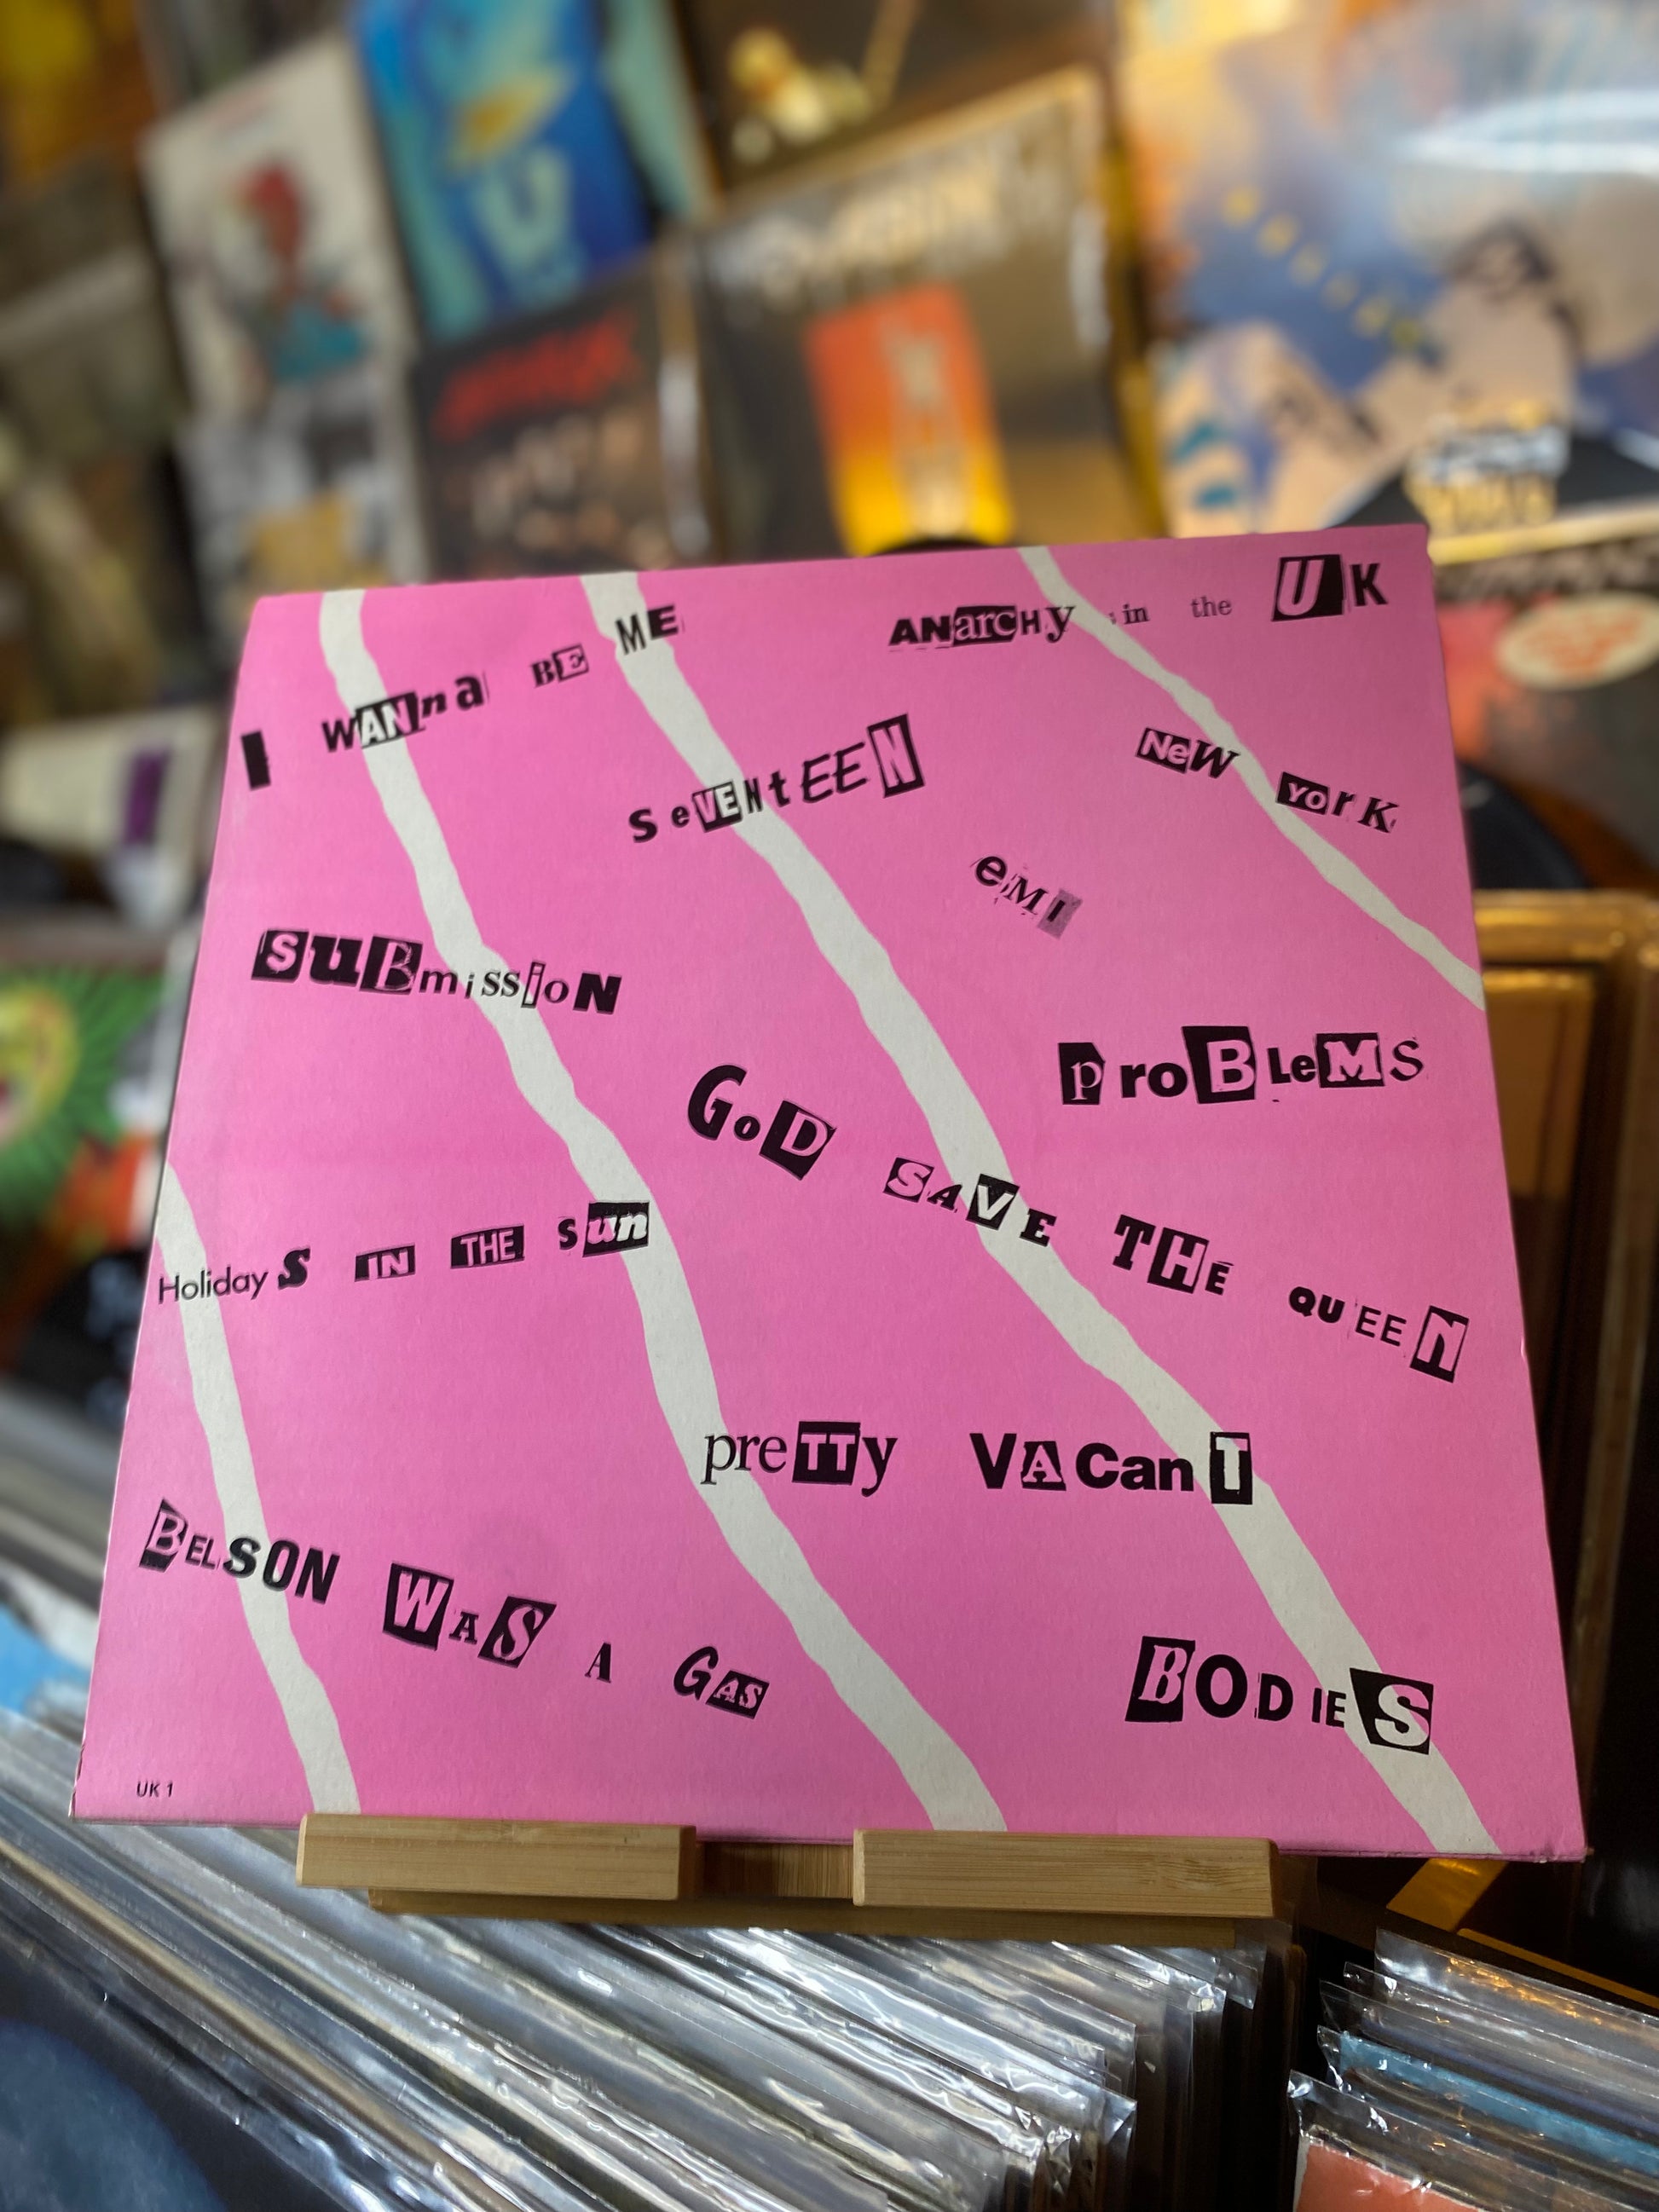 I WANna BE ME
ANarcHy in the UK
SeVENtEEN
NeW YOrK
eMI
SuBmissioN
ProBLeMS
GoD SAVE THE QUEEN
HolidayS IN THE Sun
preTTy VACanT
BELSON WAS A GAS
BODIES
UK 1